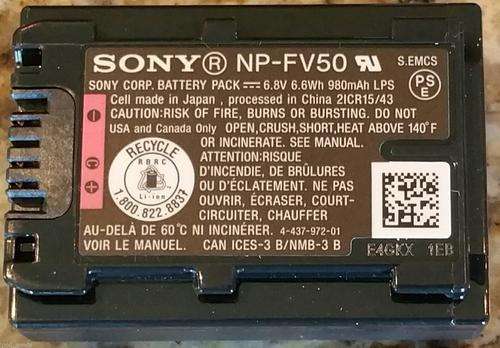 SONY® NP-FV50 RU S.EMCS
SONY CORP. BATTERY PACK ⎓ 6.8V 6.6Wh 980mAh LPS
PS E
Cell made in Japan , processed in China 2ICR15/43
CAUTION:RISK OF FIRE, BURNS OR BURSTING. DO NOT
USA and Canada Only OPEN,CRUSH,SHORT,HEAT ABOVE 140°F
OR INCINERATE. SEE MANUAL.
ATTENTION:RISQUE
D'INCENDIE, DE BRÛLURES
OU D'ÉCLATEMENT. NE PAS
OUVRIR, ÉCRASER, COURT-
CIRCUITER, CHAUFFER
AU-DELÀ DE 60°C NI INCINÉRER. 4-437-972-01
VOIR LE MANUEL. CAN ICES-3 B/NMB-3 B
RECYCLE
RBRC
Li-ion
1.800.822.8837
E4GKX 1EB